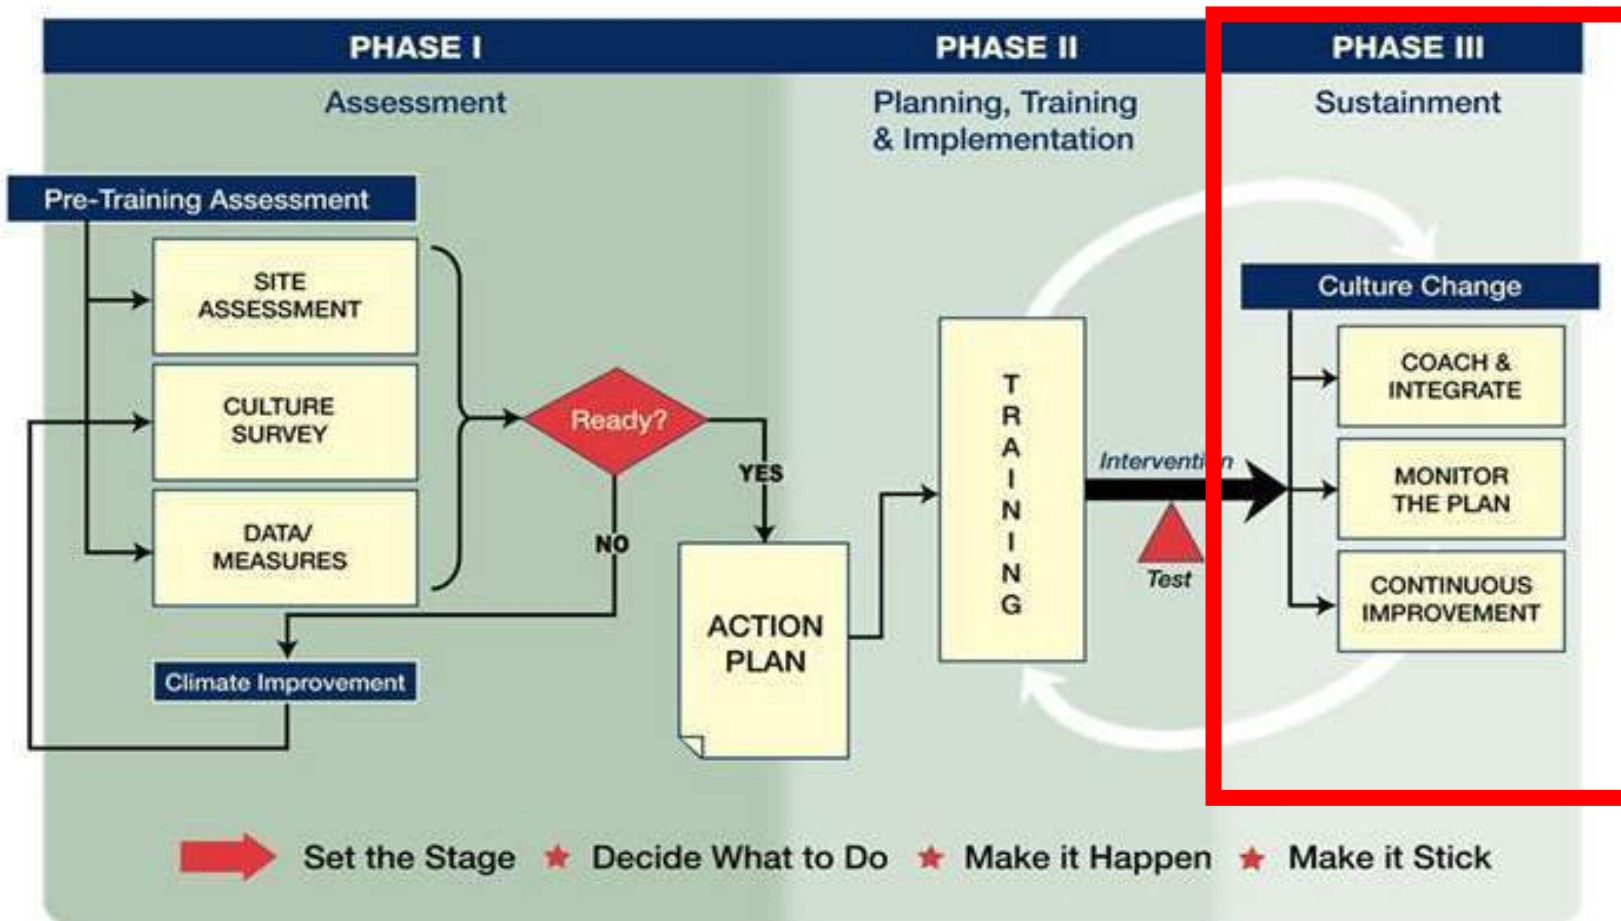 PHASE I
PHASE II
PHASE III
Assessment
Planning, Training
& Implementation
Sustainment
Pre-Training Assessment
SITE
ASSESSMENT
CULTURE
SURVEY
DATA/
MEASURES
Ready?
YES
NO
Climate Improvement
ACTION
PLAN
TRAINING
Intervention
Test
Culture Change
COACH &
INTEGRATE
MONITOR
THE PLAN
CONTINUOUS
IMPROVEMENT
Set the Stage ★ Decide What to Do ★ Make it Happen ★ Make it Stick